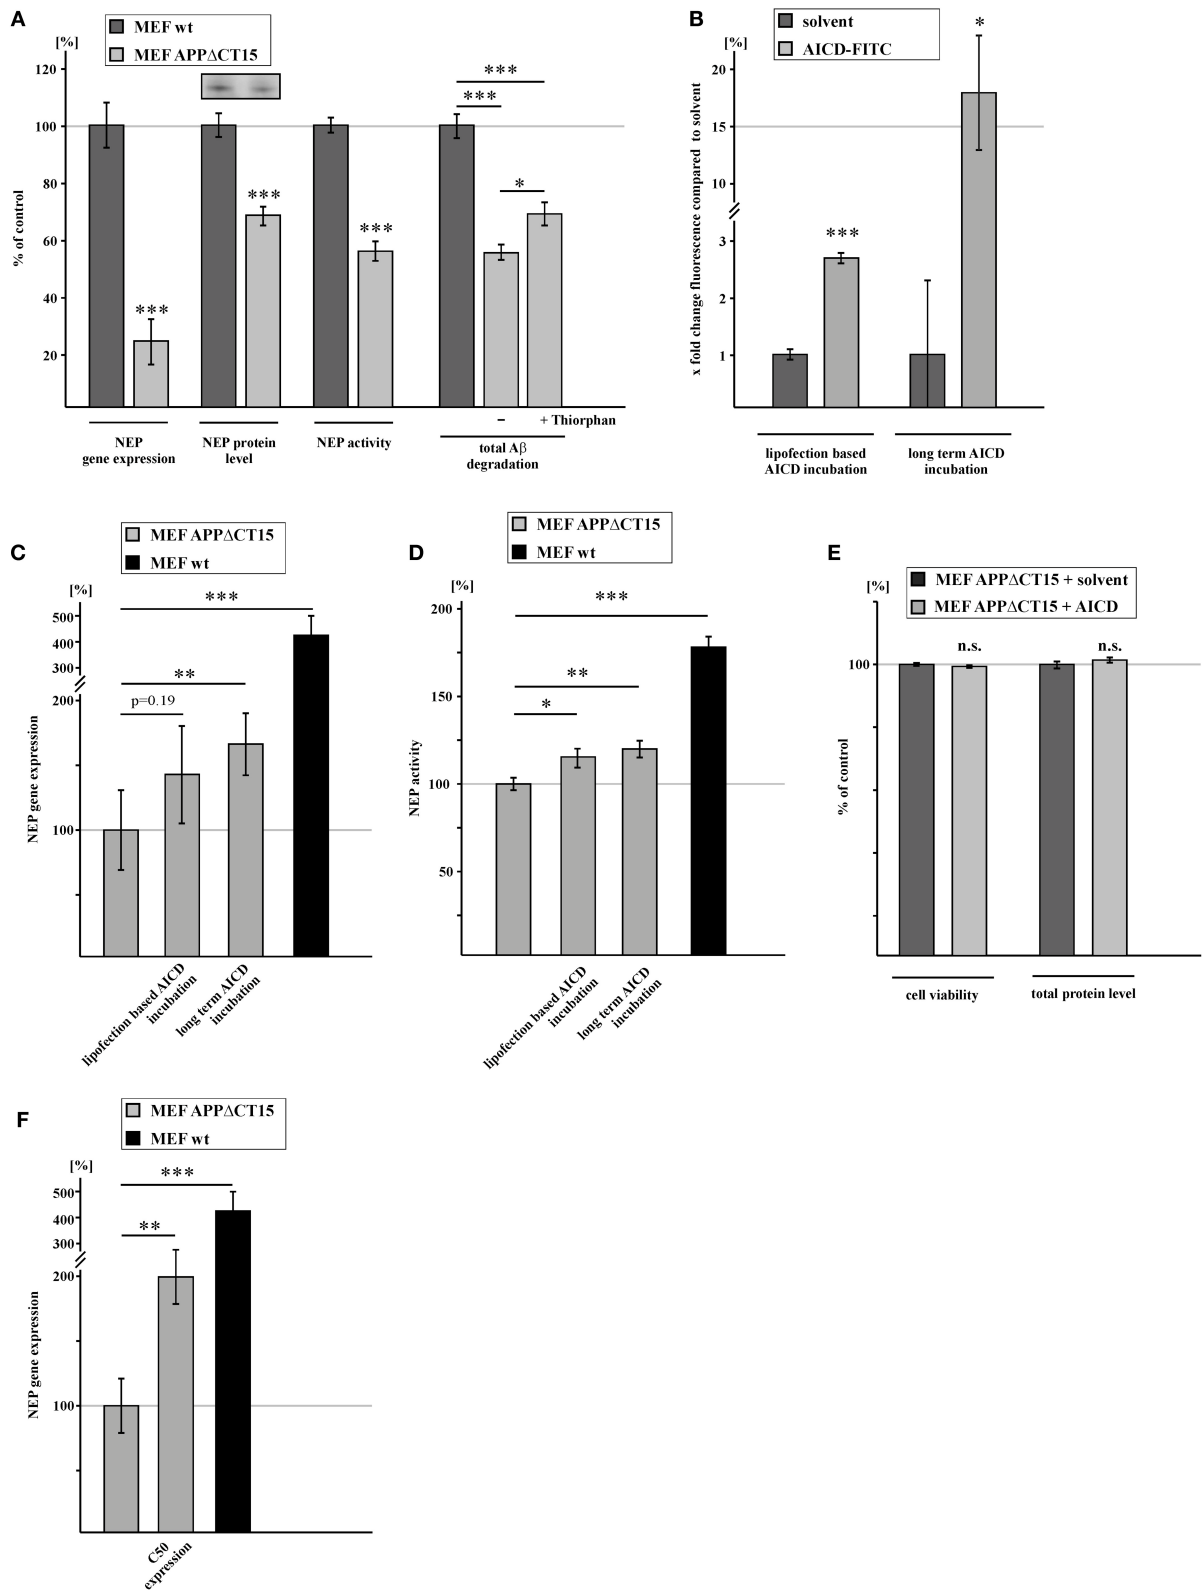 A
MEF wt
MEF APPΔCT15
[%]
120
100
80
60
40
20
% of control
***
***
***
***
***
*
–
+ Thiorphan
NEP
gene expression
NEP protein
level
NEP activity
total Aβ
degradation
B
solvent
AICD-FITC
[%]
20
15
10
3
2
1
x fold change fluorescence compared to solvent
***
*
lipofection based
AICD incubation
long term AICD
incubation
C
MEF APPΔCT15
MEF wt
[%]
500
400
300
200
100
NEP gene expression
***
**
p=0.19
lipofection based AICD
incubation
long term AICD
incubation
D
MEF APPΔCT15
MEF wt
[%]
200
150
100
50
NEP activity
***
**
*
lipofection based AICD
incubation
long term AICD
incubation
E
MEF APPΔCT15 + solvent
MEF APPΔCT15 + AICD
[%]
100
% of control
n.s.
n.s.
cell viability
total protein level
F
MEF APPΔCT15
MEF wt
[%]
500
400
300
200
100
NEP gene expression
***
**
C50
expression